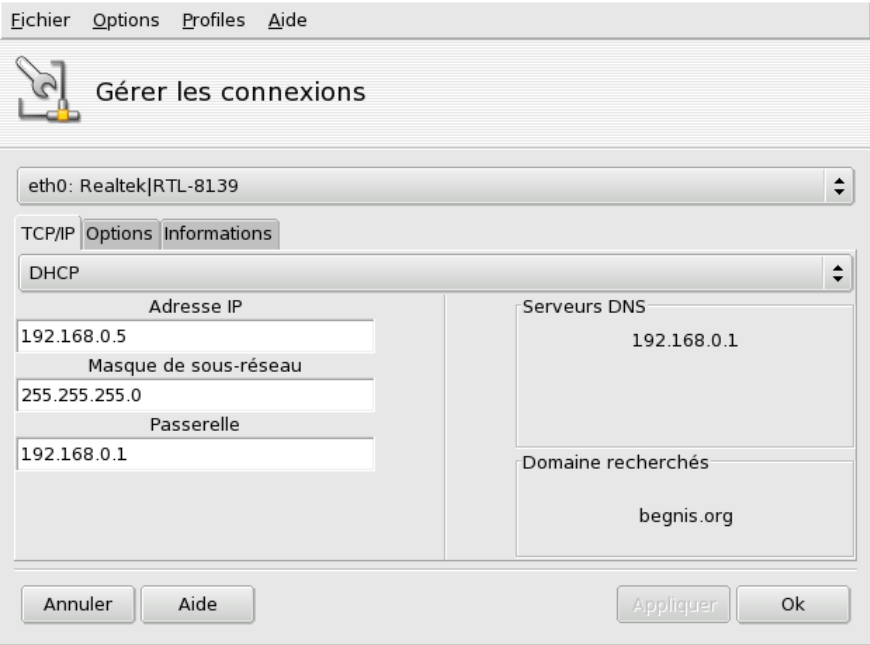 Fichier Options Profiles Aide
Gérer les connexions
eth0: Realtek|RTL-8139
TCP/IP Options Informations
DHCP
Adresse IP
192.168.0.5
Masque de sous-réseau
255.255.255.0
Passerelle
192.168.0.1
Serveurs DNS
192.168.0.1
Domaine recherchés
begnis.org
Annuler Aide Appliquer Ok